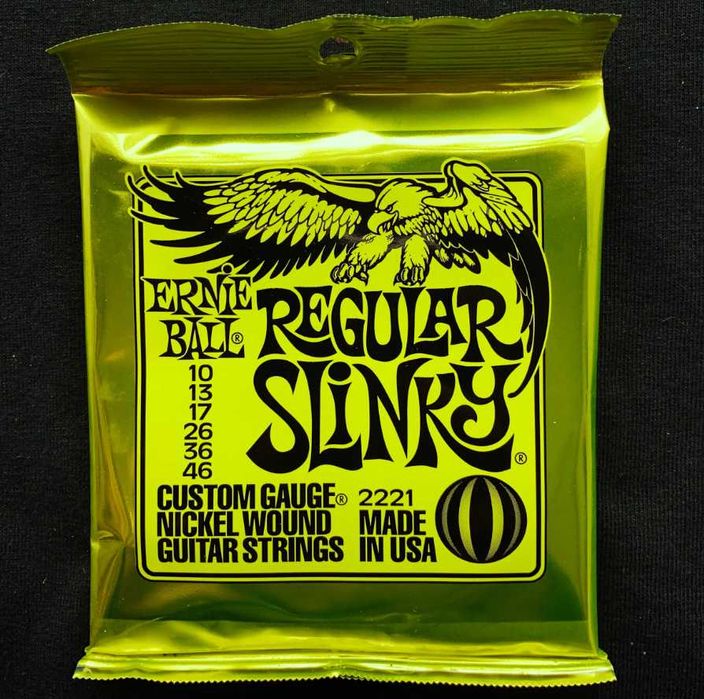 ERNiE
BALL®
REGULAR
SLiNKY®
10
13
17
26
36
46
CUSTOM GAUGE®
NICKEL WOUND
GUITAR STRINGS
2221
MADE
IN USA